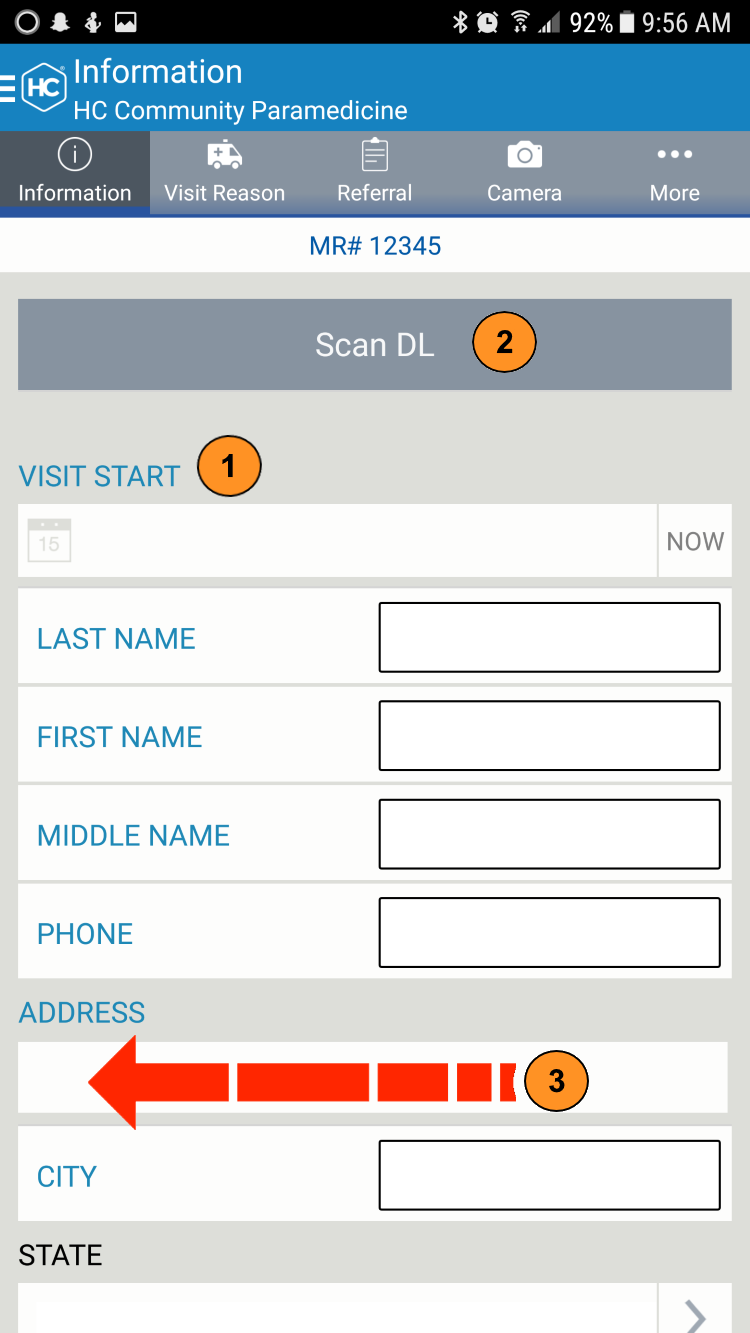 92% 9:56 AM
HC Information
HC Community Paramedicine
Information Visit Reason Referral Camera More
MR# 12345
Scan DL 2
VISIT START 1
15 NOW
LAST NAME
FIRST NAME
MIDDLE NAME
PHONE
ADDRESS
3
CITY
STATE